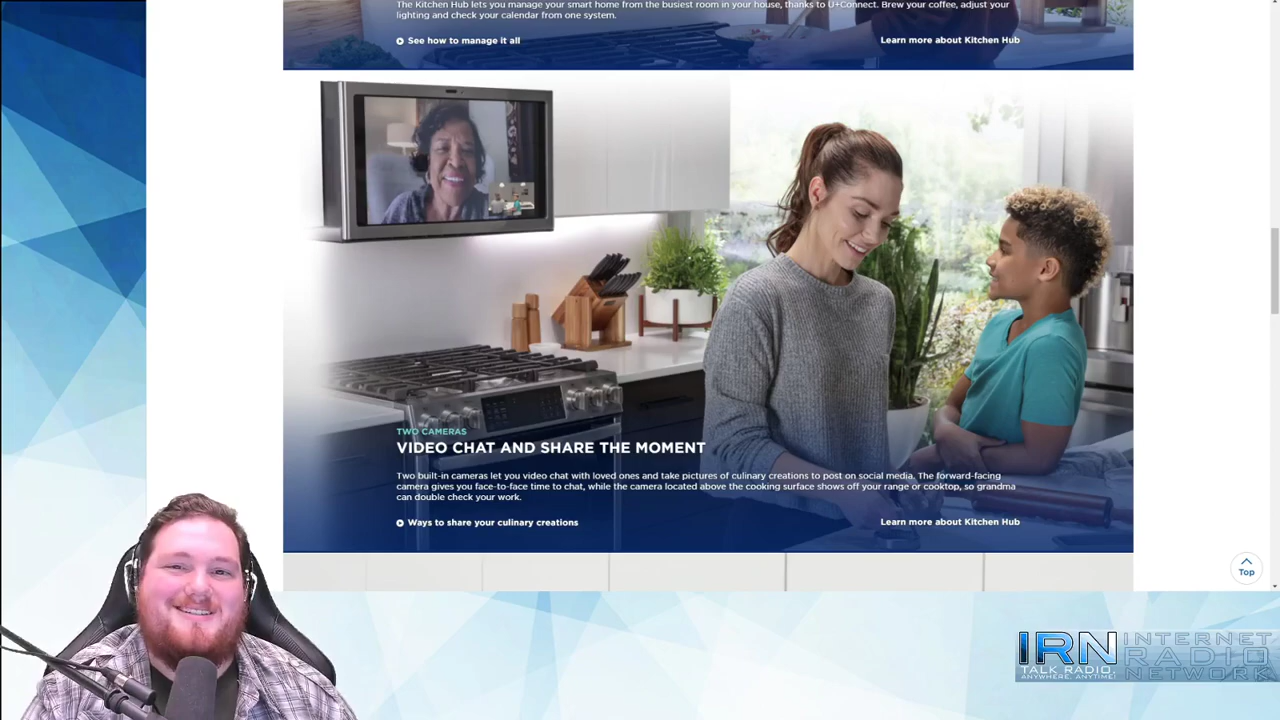 The Kitchen Hub lets you manage your smart home from the busiest room in your house, thanks to U+Connect. Brew your coffee, adjust your
lighting and check your calendar from one system.
See how to manage it all
Learn more about Kitchen Hub
TWO CAMERAS
VIDEO CHAT AND SHARE THE MOMENT
Two built-in cameras let you video chat with loved ones and take pictures of culinary creations to post on social media. The forward-facing
camera gives you face-to-face time to chat, while the camera located above the cooking surface shows off your range or cooktop, so grandma
can double check your work.
Ways to share your culinary creations
Learn more about Kitchen Hub
Top
IRN
TALK RADIO
ANYWHERE, ANYTIME!
INTERNET
RADIO
NETWORK